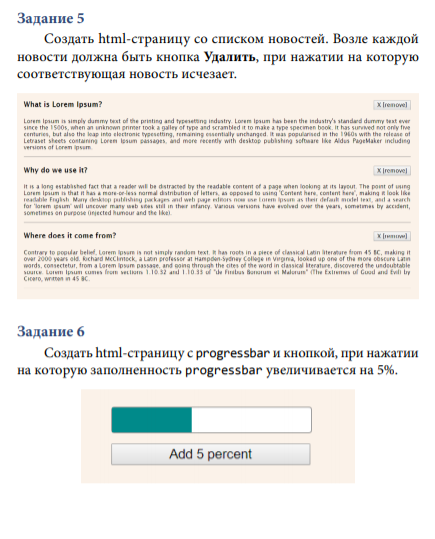 Задание 5
Создать html-страницу со списком новостей. Возле каждой
новости должна быть кнопка Удалить, при нажатии на которую
соответствующая новость исчезает.
What is Lorem Ipsum?
X [remove]
Lorem Ipsum is simply dummy text of the printing and typesetting industry. Lorem Ipsum has been the industry's standard dummy text ever
since the 1500s, when an unknown printer took a galley of type and scrambled it to make a type specimen book. It has survived not only five
centuries, but also the leap into electronic typesetting, remaining essentially unchanged. It was popularised in the 1960s with the release of
Letraset sheets containing Lorem Ipsum passages, and more recently with desktop publishing software like Aldus PageMaker including
versions of Lorem Ipsum.
Why do we use it?
X [remove]
It is a long established fact that a reader will be distracted by the readable content of a page when looking at its layout. The point of using
Lorem Ipsum is that it has a more-or-less normal distribution of letters, as opposed to using 'Content here, content here', making it look like
readable English. Many desktop publishing packages and web page editors now use Lorem Ipsum as their default model text, and a search
for 'lorem ipsum' will uncover many web sites still in their infancy. Various versions have evolved over the years, sometimes by accident,
sometimes on purpose (injected humour and the like).
Where does it come from?
X [remove]
Contrary to popular belief, Lorem Ipsum is not simply random text. It has roots in a piece of classical Latin literature from 45 BC, making it
over 2000 years old. Richard McClintock, a Latin professor at Hampden-Sydney College in Virginia, looked up one of the more obscure Latin
words, consectetur, from a Lorem Ipsum passage, and going through the cites of the word in classical literature, discovered the undoubtable
source. Lorem Ipsum comes from sections 1.10.32 and 1.10.33 of "de Finibus Bonorum et Malorum" (The Extremes of Good and Evil) by
Cicero, written in 45 BC.
Задание 6
Создать html-страницу с progressbar и кнопкой, при нажатии
на которую заполненность progressbar увеличивается на 5%.
Add 5 percent